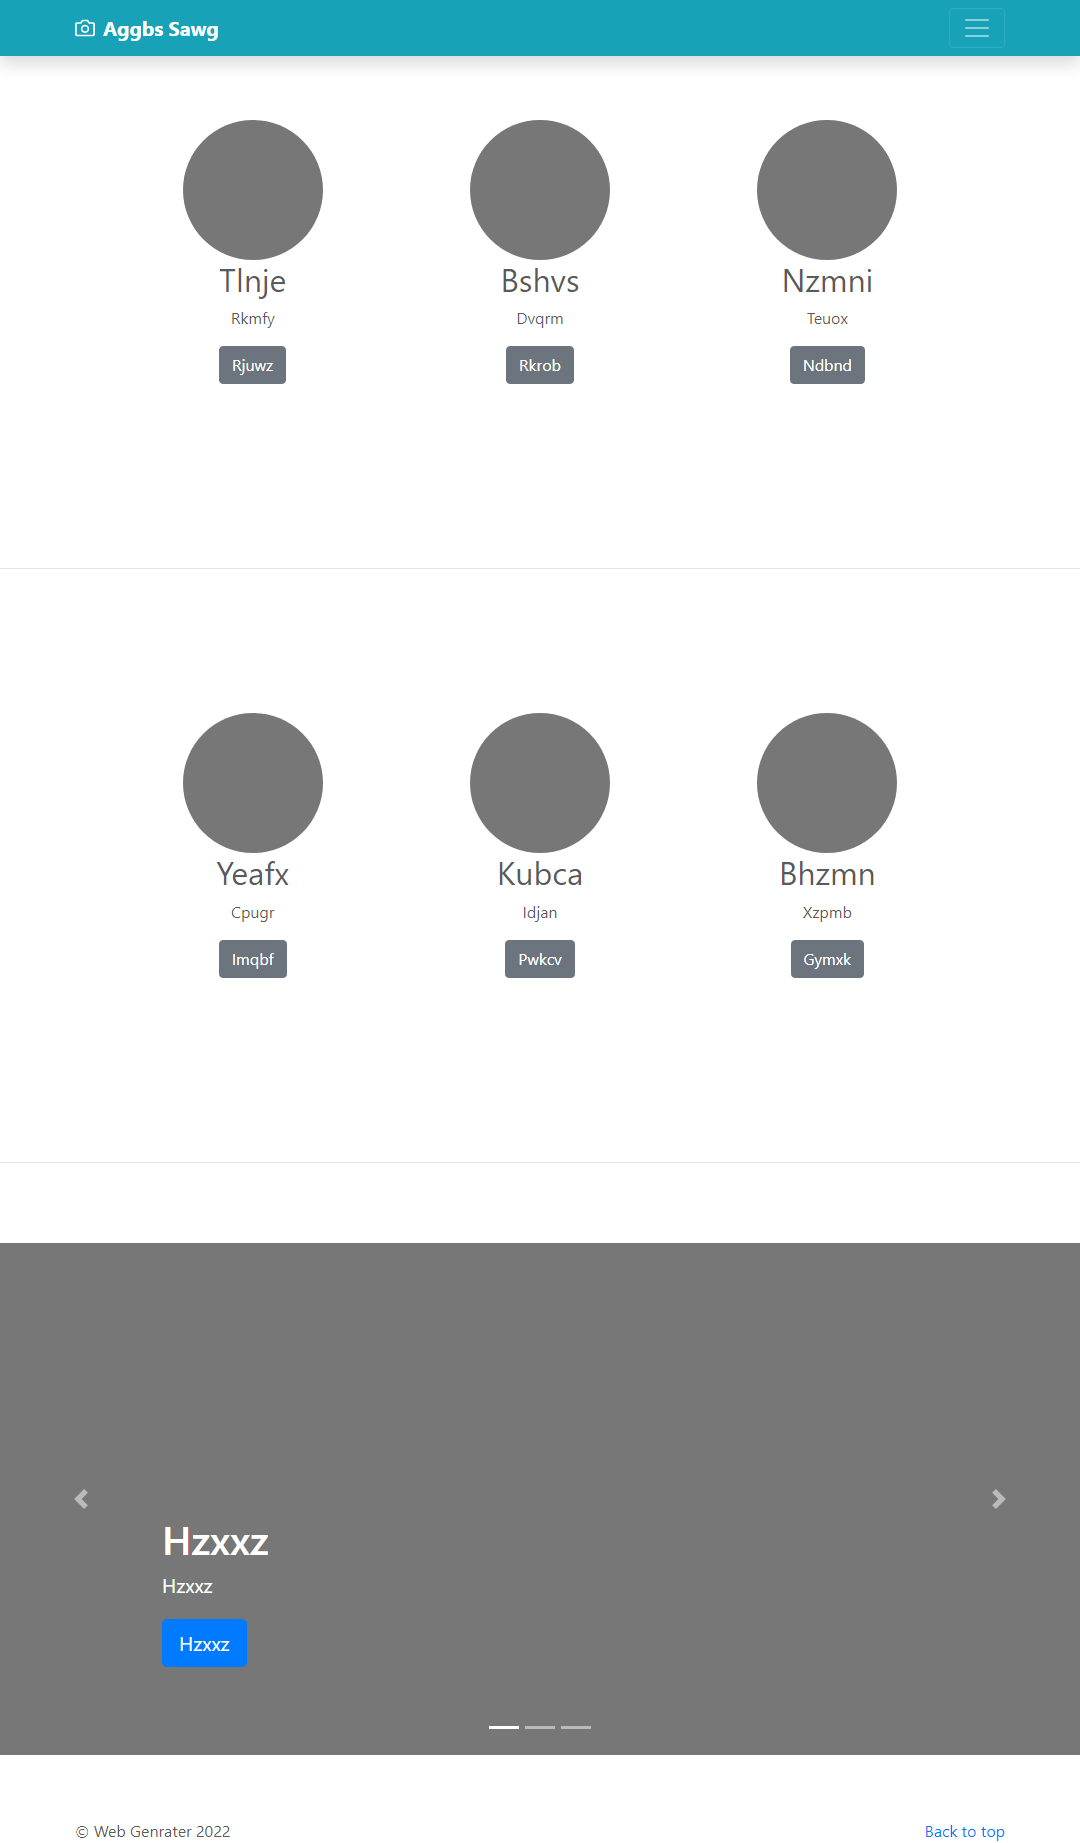 Aggbs Sawg
Tlnje
Bshvs
Nzmni
Rkmfy
Dvqrm
Teuox
Rjuwz
Rkrob
Ndbnd
Yeafx
Kubca
Bhzmn
Cpugr
Idjan
Xzpmb
Imqbf
Pwkcv
Gymxk
Hzxxz
Hzxxz
Hzxxz
© Web Genrater 2022
Back to top